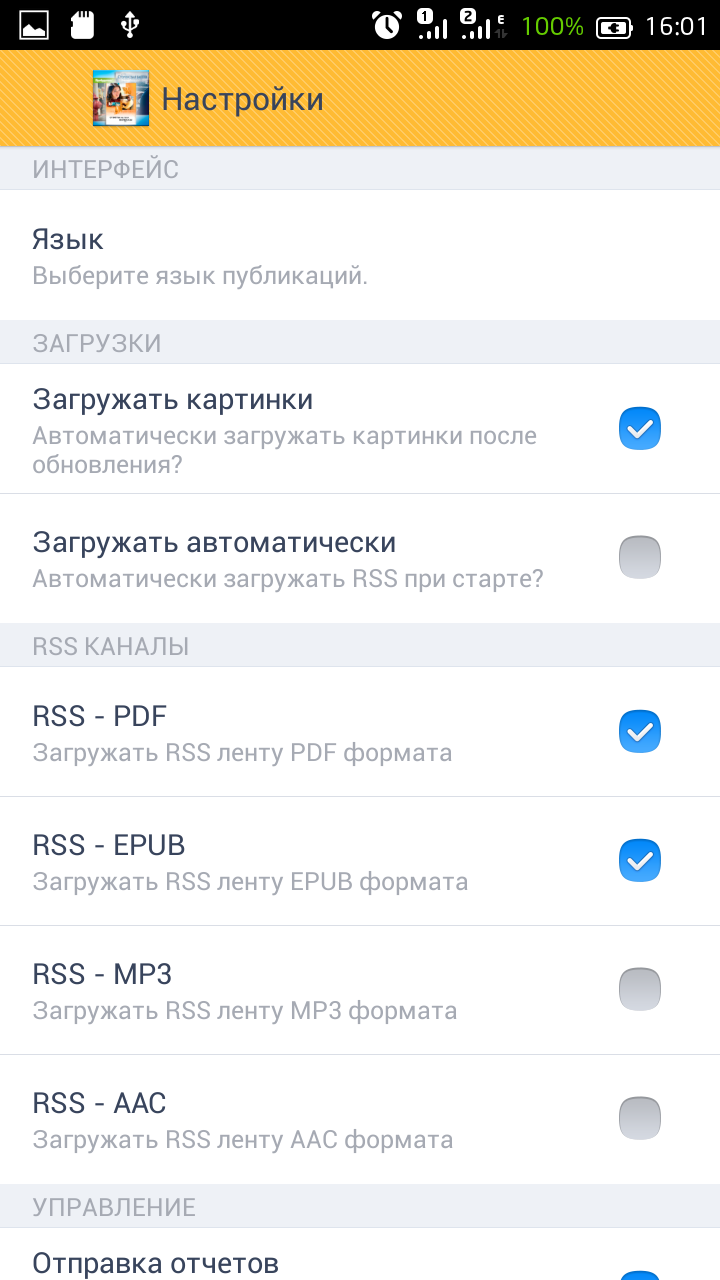 1 2 E 100% 16:01
Настройки
ИНТЕРФЕЙС
Язык
Выберите язык публикаций.
ЗАГРУЗКИ
Загружать картинки
Автоматически загружать картинки после
обновления?
Загружать автоматически
Автоматически загружать RSS при старте?
RSS КАНАЛЫ
RSS - PDF
Загружать RSS ленту PDF формата
RSS - EPUB
Загружать RSS ленту EPUB формата
RSS - MP3
Загружать RSS ленту MP3 формата
RSS - AAC
Загружать RSS ленту AAC формата
УПРАВЛЕНИЕ
Отправка отчетов